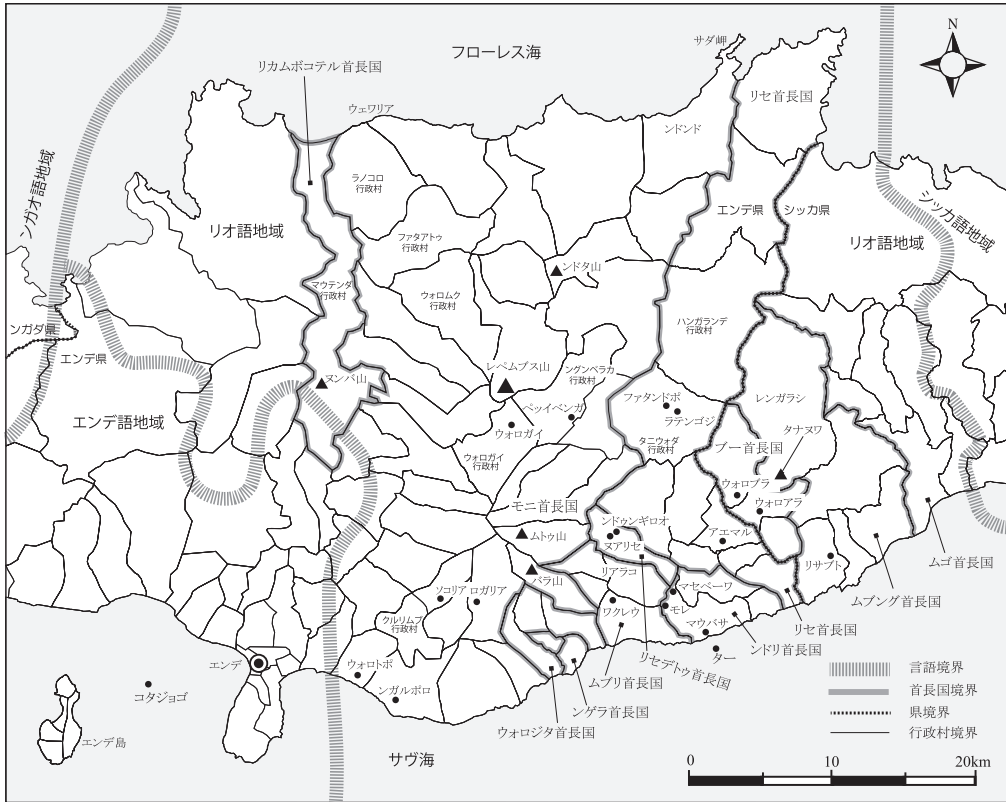 フローレス海
サダ岬
N
リカムボコテル首長国
リセ首長国
ウェワリア
ンドンド
ンガオ語地域
ラノコロ
行政村
エンデ県
シッカ県
シッカ語地域
リオ語地域
ファタアトゥ
行政村
リオ語地域
ンドタ山
マウテンダ
行政村
ウォロムク
行政村
ハンガランデ
行政村
ンガダ県
エンデ県
レペムブス山
ンゲンペラカ
行政村
ヌンバ山
ファタンドポ
レンガラシ
ペッイベンガ
ラテンゴジ
エンデ語地域
ウォロガイ
タニウォダ
行政村
ブー首長国
タナヌワ
ウォロガイ
行政村
ウォロブラ
モニ首長国
ウォロアラ
ンドゥンギロオ
ムトゥ山
ヌアリセ
アエマル
ムゴ首長国
バラ山
リアラコ
リサプト
ソコリア
ロガリア
マセベーワ
ムブング首長国
ワクレウ
モレ
クルリムブ
行政村
マウバサ
リセ首長国
ンドリ首長国
ター
エンデ
ウォロトポ
リセデトゥ首長国
コタジョゴ
ンガルポロ
ムブリ首長国
ンゲラ首長国
ウォロジタ首長国
エンデ島
サヴ海
言語境界
首長国境界
県境界
行政村境界
0 10 20km